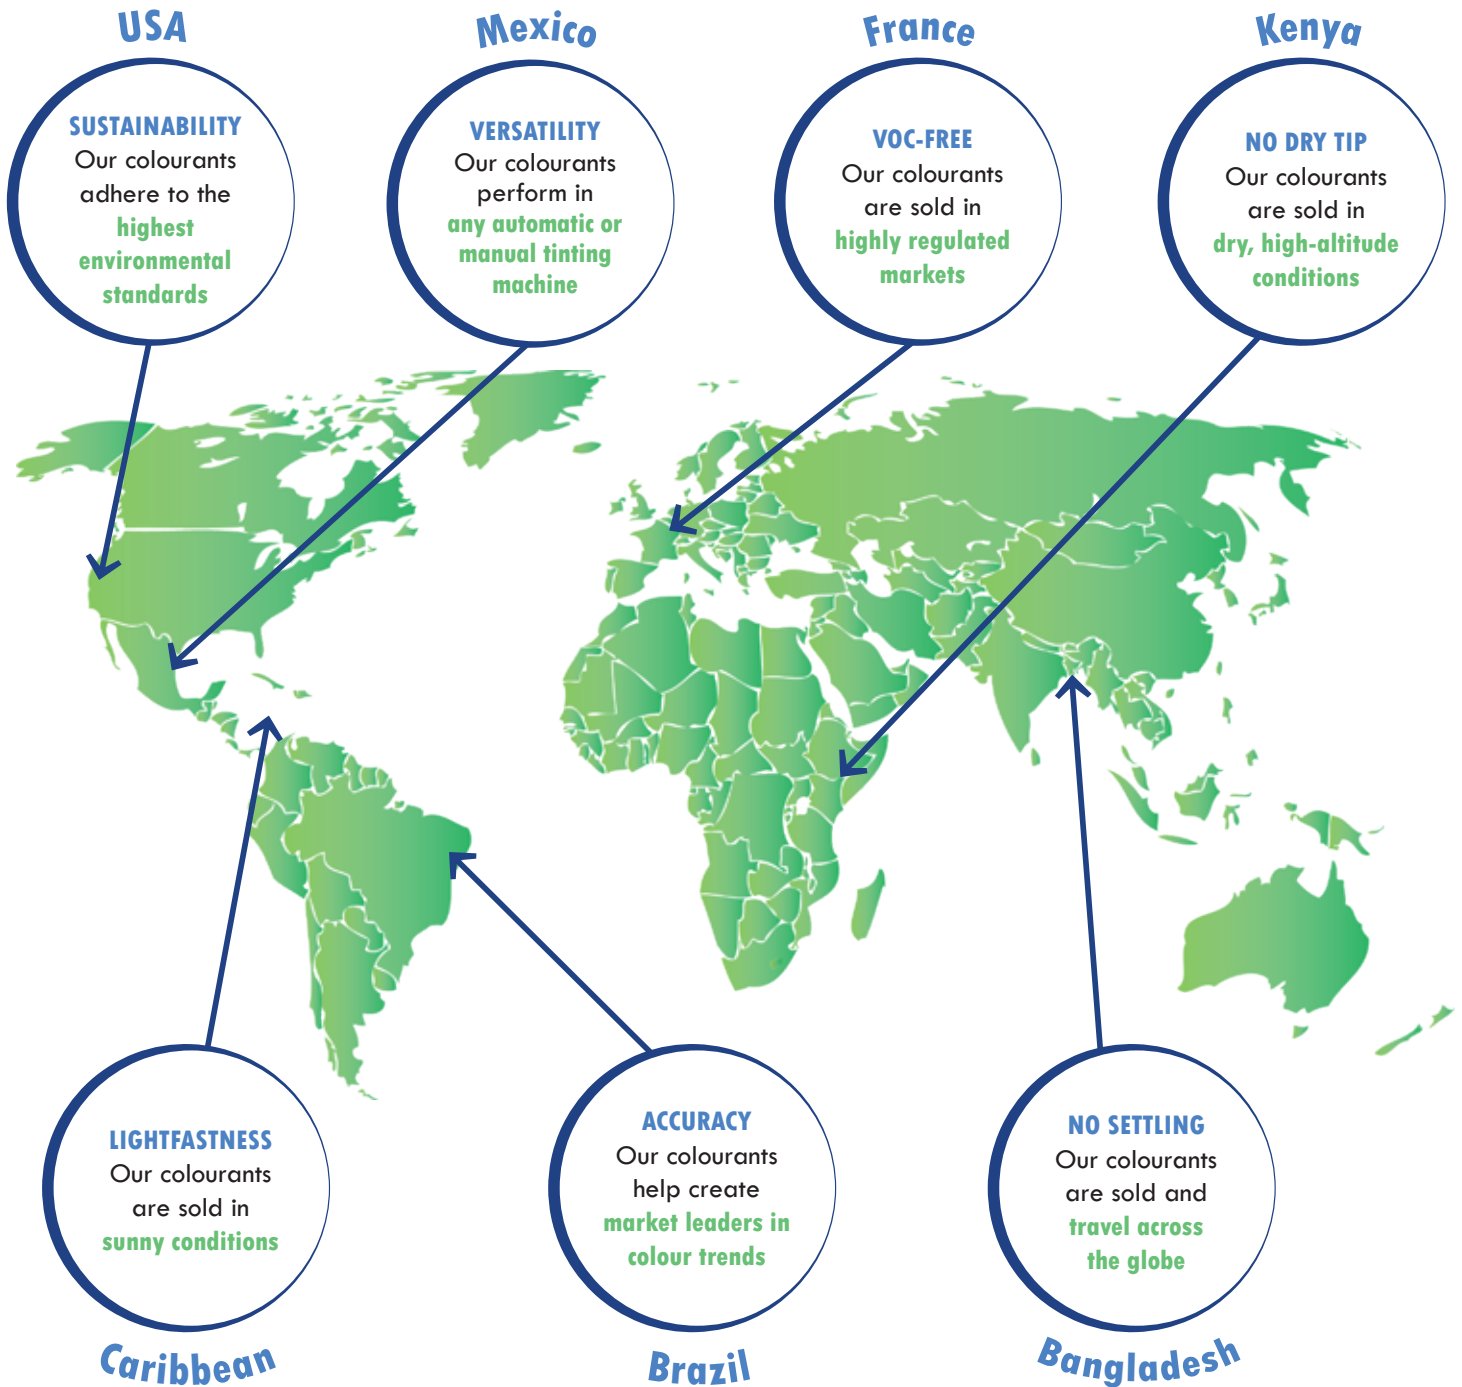 USA
SUSTAINABILITY
Our colourants
adhere to the
highest
environmental
standards
Mexico
VERSATILITY
Our colourants
perform in
any automatic or
manual tinting
machine
France
VOC-FREE
Our colourants
are sold in
highly regulated
markets
Kenya
NO DRY TIP
Our colourants
are sold in
dry, high-altitude
conditions
LIGHTFASTNESS
Our colourants
are sold in
sunny conditions
Caribbean
ACCURACY
Our colourants
help create
market leaders in
colour trends
Brazil
NO SETTLING
Our colourants
are sold and
travel across
the globe
Bangladesh